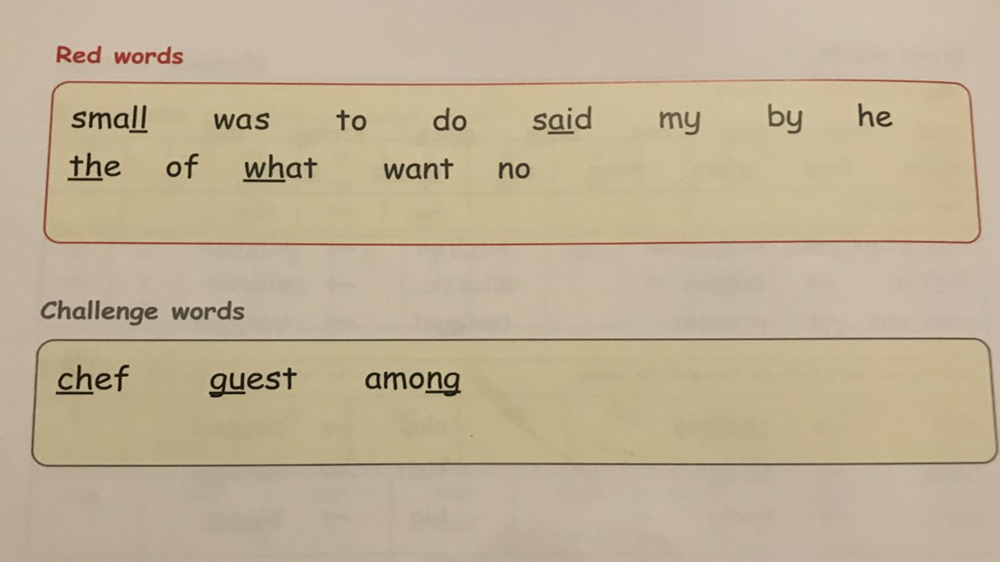 Red words
small was to do said my by he
the of what want no
Challenge words
chef guest among